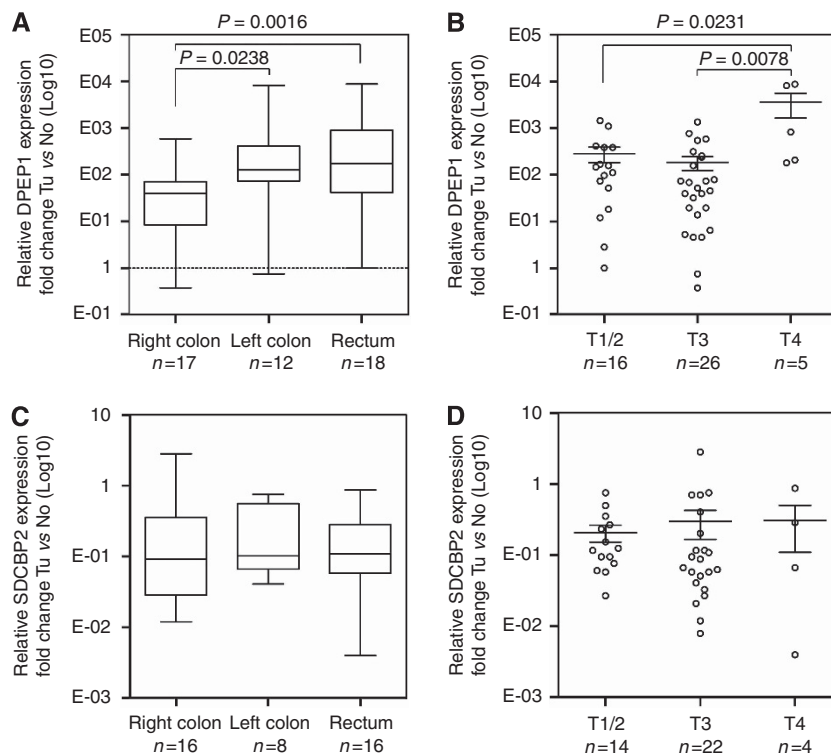 A
P = 0.0016
P = 0.0238
Relative DPEP1 expression
fold change Tu vs No (Log10)
E05
E04
E03
E02
E01
1
E-01
Right colon
n=17
Left colon
n=12
Rectum
n=18
B
P = 0.0231
P = 0.0078
Relative DPEP1 expression
fold change Tu vs No (Log10)
E05
E04
E03
E02
E01
1
E-01
T1/2
n=16
T3
n=26
T4
n=5
C
Relative SDCBP2 expression
fold change Tu vs No (Log10)
10
1
E-01
E-02
E-03
Right colon
n=16
Left colon
n=8
Rectum
n=16
D
Relative SDCBP2 expression
fold change Tu vs No (Log10)
10
1
E-01
E-02
E-03
T1/2
n=14
T3
n=22
T4
n=4